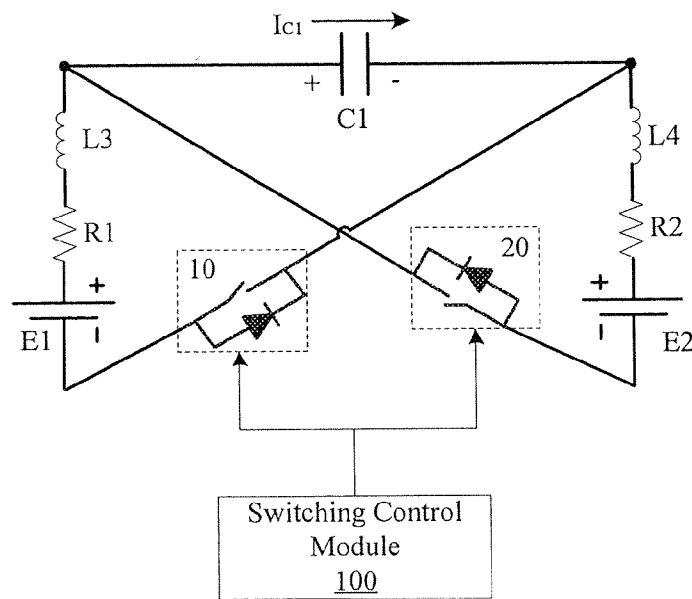 IC1
+ -
C1
L3
L4
R1
R2
10
20
+
+
E1
-
-
E2
Switching Control
Module
100